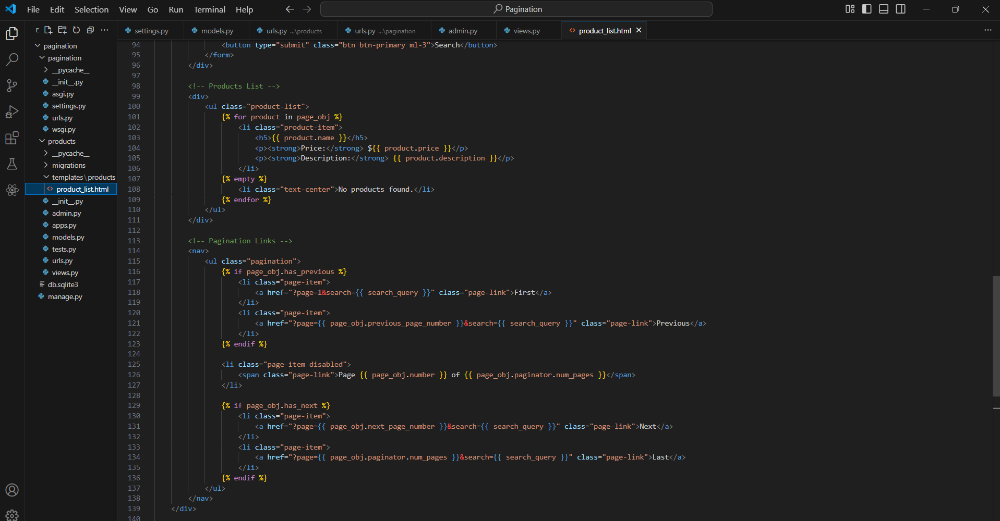 File Edit Selection View Go Run Terminal Help
Pagination
E
settings.py models.py urls.py ...\products urls.py ...\pagination admin.py views.py product_list.html
pagination
pagination
__pycache__
__init__.py
asgi.py
settings.py
urls.py
wsgi.py
products
__pycache__
migrations
templates\products
product_list.html
__init__.py
admin.py
apps.py
models.py
tests.py
urls.py
views.py
db.sqlite3
manage.py
94 <button type="submit" class="btn btn-primary ml-3">Search</button>
95 </form>
96 </div>
97
98 <!-- Products List -->
99 <div>
100 <ul class="product-list">
101 {% for product in page_obj %}
102 <li class="product-item">
103 <h5>{{ product.name }}</h5>
104 <p><strong>Price:</strong> ${{ product.price }}</p>
105 <p><strong>Description:</strong> {{ product.description }}</p>
106 </li>
107 {% empty %}
108 <li class="text-center">No products found.</li>
109 {% endfor %}
110 </ul>
111 </div>
112
113 <!-- Pagination Links -->
114 <nav>
115 <ul class="pagination">
116 {% if page_obj.has_previous %}
117 <li class="page-item">
118 <a href="?page=1&search={{ search_query }}" class="page-link">First</a>
119 </li>
120 <li class="page-item">
121 <a href="?page={{ page_obj.previous_page_number }}&search={{ search_query }}" class="page-link">Previous</a>
122 </li>
123 {% endif %}
124
125 <li class="page-item disabled">
126 <span class="page-link">Page {{ page_obj.number }} of {{ page_obj.paginator.num_pages }}</span>
127 </li>
128
129 {% if page_obj.has_next %}
130 <li class="page-item">
131 <a href="?page={{ page_obj.next_page_number }}&search={{ search_query }}" class="page-link">Next</a>
132 </li>
133 <li class="page-item">
134 <a href="?page={{ page_obj.paginator.num_pages }}&search={{ search_query }}" class="page-link">Last</a>
135 </li>
136 {% endif %}
137 </ul>
138 </nav>
139 </div>
140